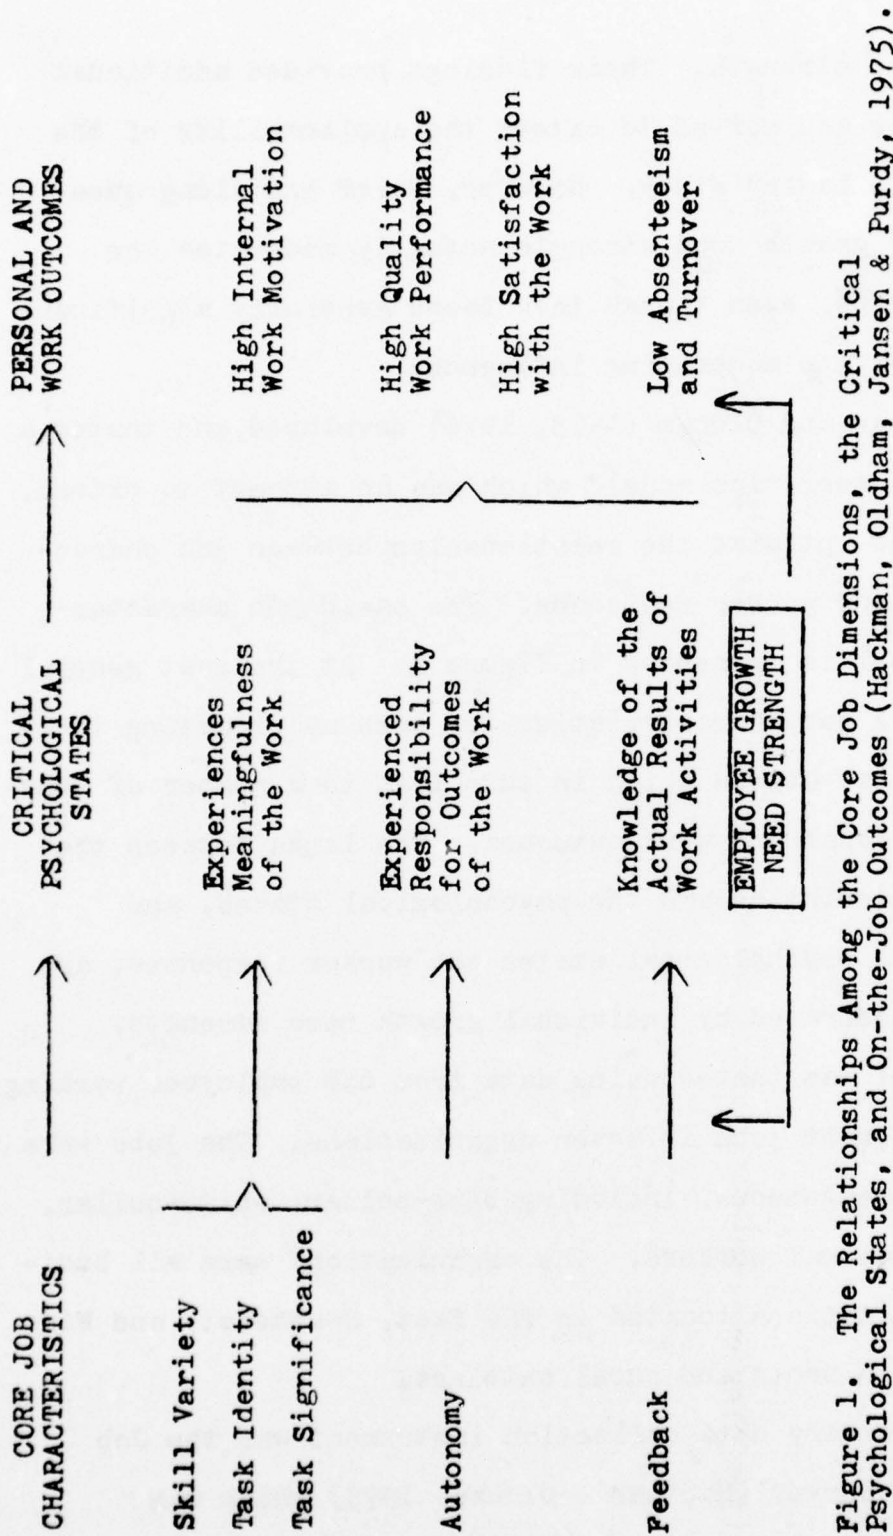 CORE JOB
CHARACTERISTICS
CRITICAL
PSYCHOLOGICAL
STATES
PERSONAL AND
WORK OUTCOMES
Skill Variety
Task Identity
Task Significance
Experiences
Meaningfulness
of the Work
High Internal
Work Motivation
Autonomy
Experienced
Responsibility
for Outcomes
of the Work
High Quality
Work Performance
High Satisfaction
with the Work
Feedback
Knowledge of the
Actual Results of
Work Activities
Low Absenteeism
and Turnover
EMPLOYEE GROWTH
NEED STRENGTH
Figure l. The Relationships Among the Core Job Dimensions, the Critical
Psychological States, and On-the-Job Outcomes (Hackman, Oldham, Jansen & Purdy, 1975).